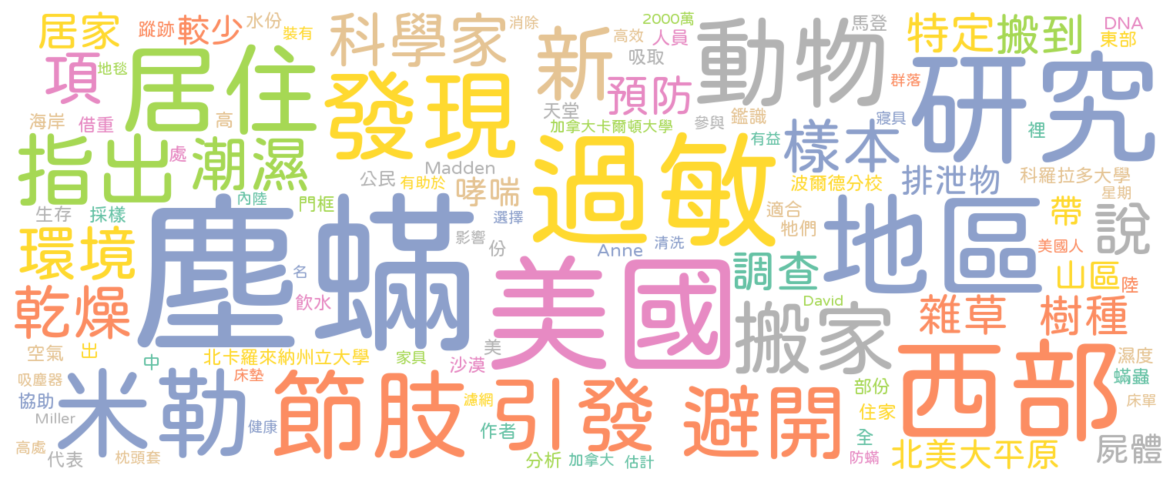 居家
蹤跡
較少
水份
裝有
科學家
消除
新
高效
2000萬
人員
吸取
動物
馬登
特定
搬到
DNA
東部
項
地毯
居住
發現
預防
天堂
群落
研究
海岸
借重
高
加拿大卡爾頓大學
參與
鑑識
有益
寢具
裡
指出
處
潮濕
公民
有助於
Madden
哮喘
過敏
樣本
波爾德分校
排泄物
科羅拉多大學
星期
生存
採樣
內陸
門框
選擇
影響
份
適合
牠們
地區
帶
說
美國人
環境
塵蟎
名
Anne
清洗
調查
山區
陸
乾燥
飲水
美國
David
搬家
雜草
樹種
空氣
出
中
北卡羅來納州立大學
家具
沙漠
美
西部
濕度
蟎蟲
吸塵器
床墊
協助
米勒
節肢
濾網
引發
避開
部份
住家
床單
Miller
健康
作者
全
高處
代表
枕頭套
分析
加拿大
估計
防蟎
北美大平原
屍體